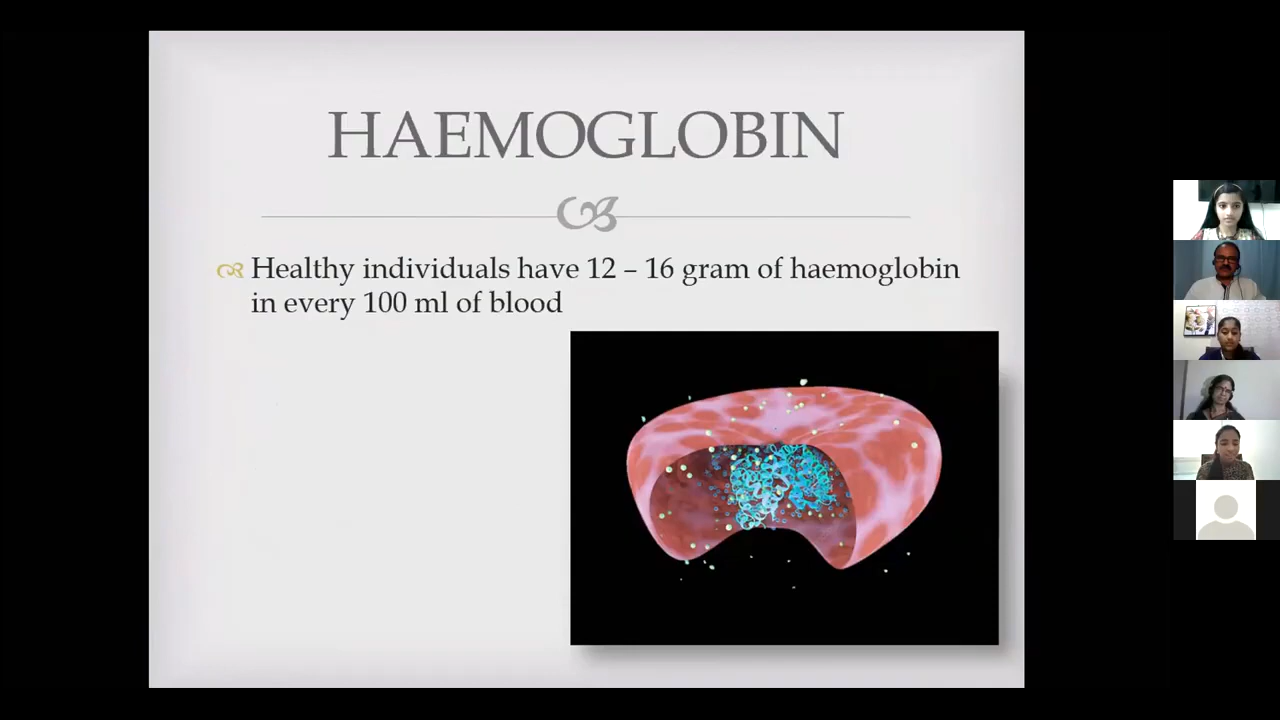 HAEMOGLOBIN
Healthy individuals have 12 – 16 gram of haemoglobin
in every 100 ml of blood